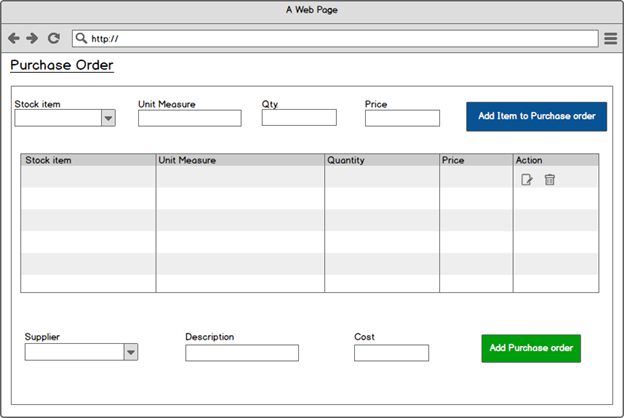 A Web Page
http://
Purchase Order
Stock item Unit Measure Qty Price
Add Item to Purchase order
Stock item Unit Measure Quantity Price Action
Supplier Description Cost
Add Purchase order